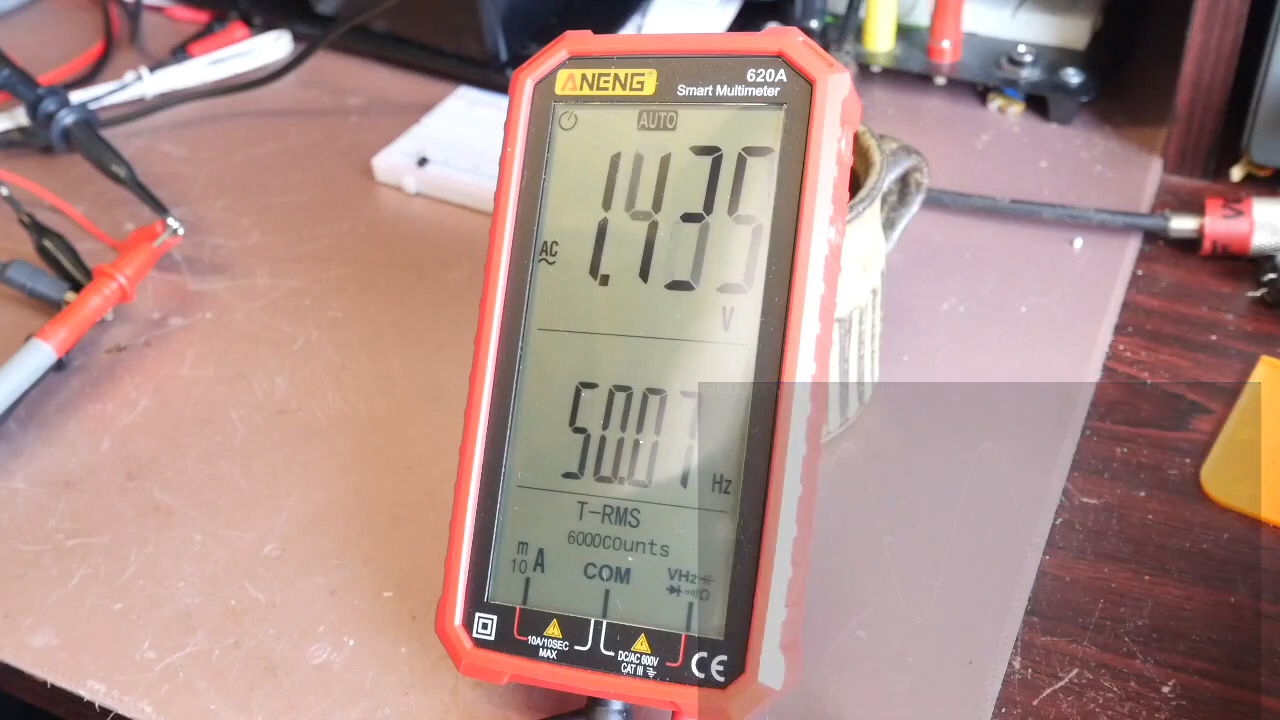 ANENG
620A
Smart Multimeter
AUTO
1.435
AC
V
50.07
Hz
T-RMS
6000counts
m
10 A
COM
VHz
Ω
10A/10SEC
MAX
DC/AC 600V
CAT III
CE